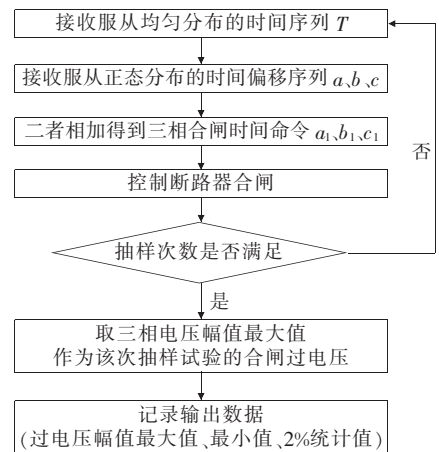 接收服从均匀分布的时间序列 T
接收服从正态分布的时间偏移序列 a、b、c
二者相加得到三相合闸时间命令 a₁、b₁、c₁
控制断路器合闸
否
抽样次数是否满足
是
取三相电压幅值最大值
作为该次抽样试验的合闸过电压
记录输出数据
(过电压幅值最大值、最小值、2%统计值)